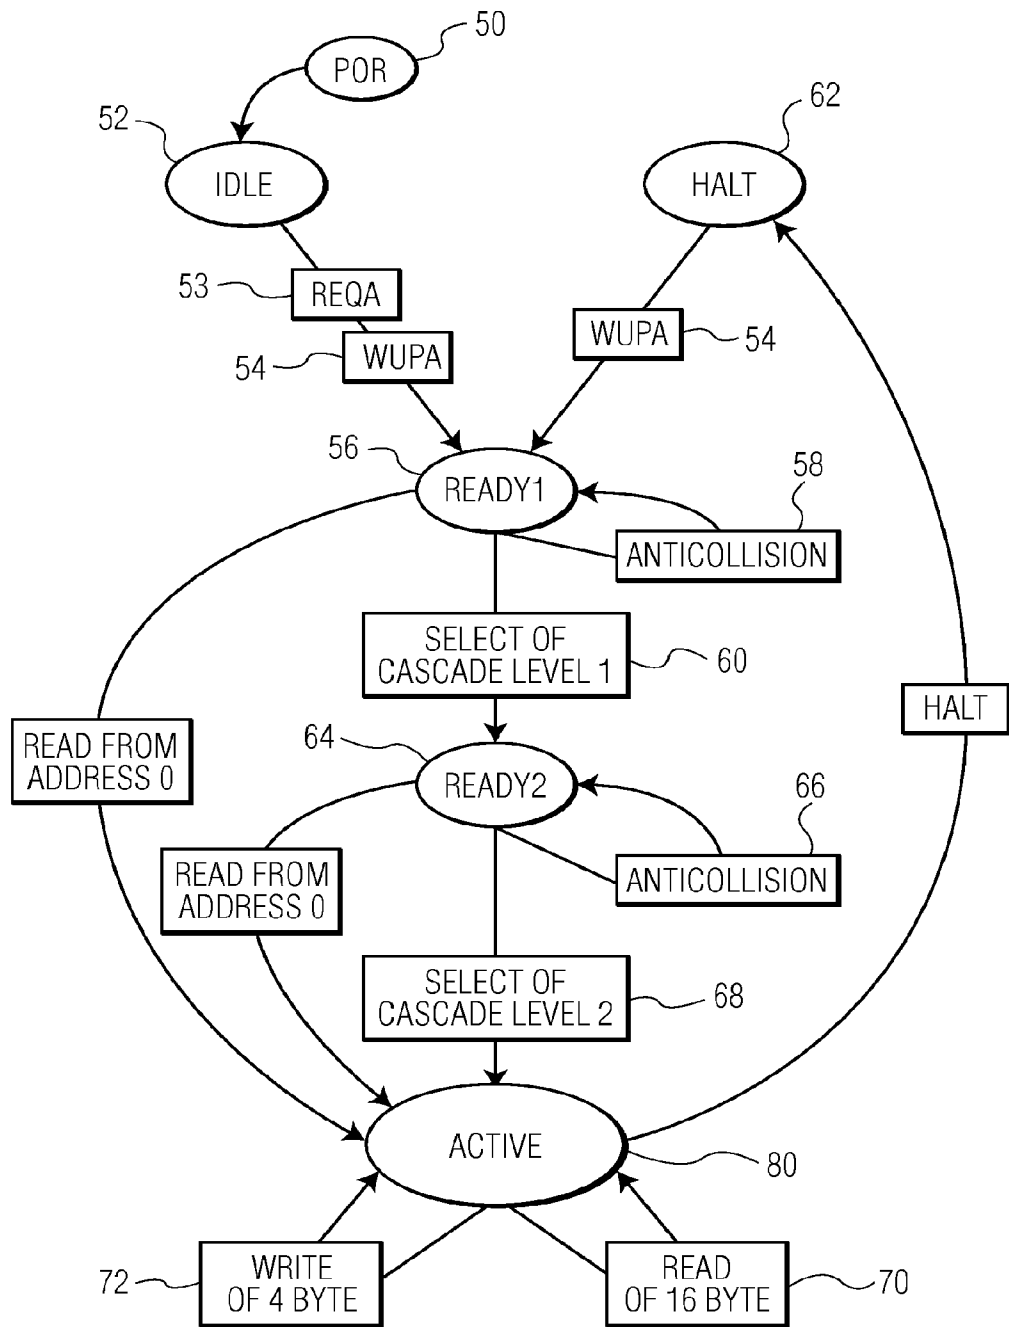 50
POR
52
62
IDLE
HALT
53
REQA
54
WUPA
WUPA
54
56
58
READY1
ANTICOLLISION
SELECT OF
CASCADE LEVEL 1
60
HALT
READ FROM
ADDRESS 0
64
READY2
66
READ FROM
ADDRESS 0
ANTICOLLISION
SELECT OF
CASCADE LEVEL 2
68
ACTIVE
80
72
WRITE
OF 4 BYTE
READ
OF 16 BYTE
70